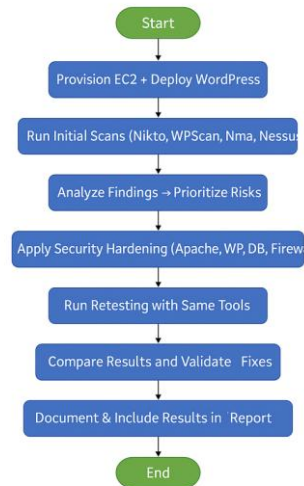 Start
Provision EC2 + Deploy WordPress
Run Initial Scans (Nikto, WPScan, Nma, Nessus
Analyze Findings → Prioritize Risks
Apply Security Hardening (Apache, WP, DB, Firewa
Run Retesting with Same Tools
Compare Results and Validate Fixes
Document & Include Results in Report
End